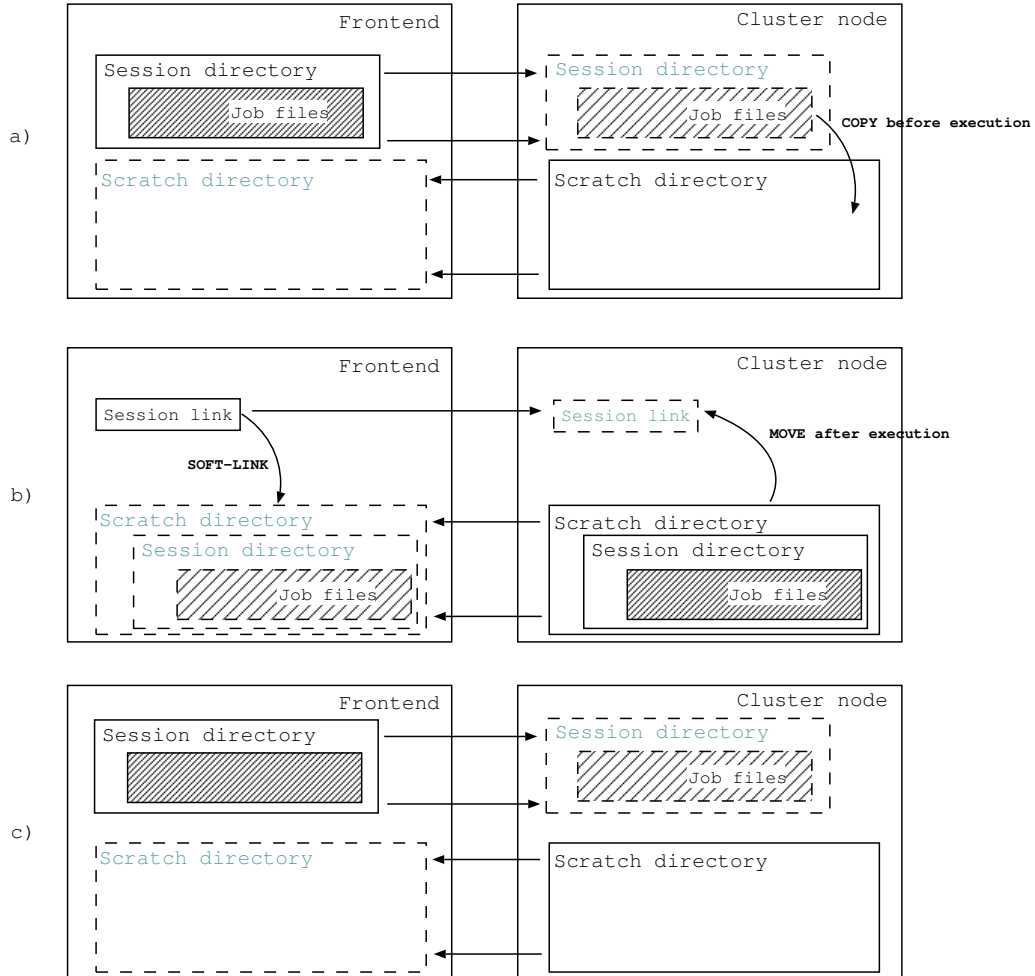 a)
Frontend
Session directory
Job files
Scratch directory
Cluster node
Session directory
Job files
COPY before execution
Scratch directory
b)
Frontend
Session link
SOFT-LINK
Scratch directory
Session directory
Job files
Cluster node
Session link
MOVE after execution
Scratch directory
Session directory
Job files
c)
Frontend
Session directory
Scratch directory
Cluster node
Session directory
Job files
Scratch directory